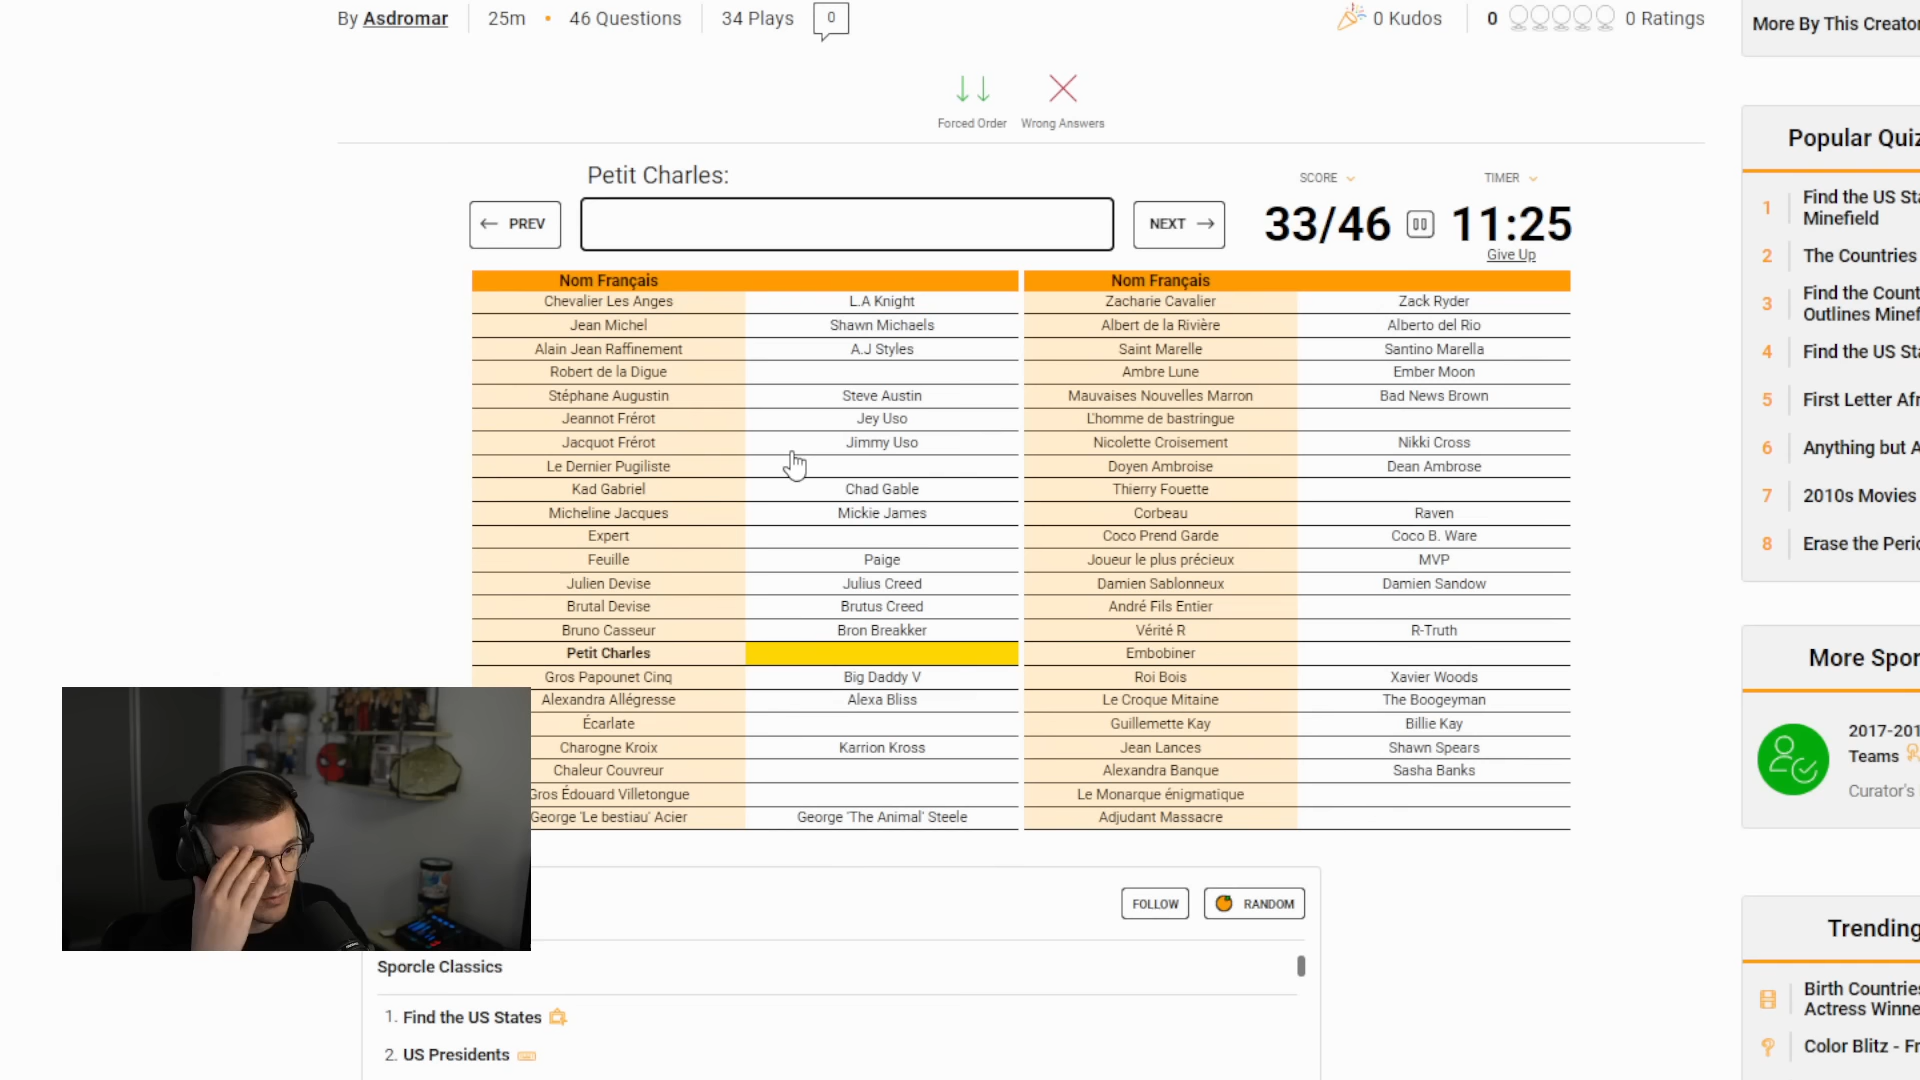 By Asdromar
25m • 46 Questions
34 Plays
0
0 Kudos
0
0 Ratings
More By This Creator
Forced Order
Wrong Answers
Petit Charles:
← PREV
NEXT →
SCORE
33/46
TIMER
11:25
Give Up
Nom Français
Chevalier Les Anges L.A Knight
Jean Michel Shawn Michaels
Alain Jean Raffinement A.J Styles
Robert de la Digue
Stéphane Augustin Steve Austin
Jeannot Frérot Jey Uso
Jacquot Frérot Jimmy Uso
Le Dernier Pugiliste
Kad Gabriel Chad Gable
Micheline Jacques Mickie James
Expert
Feuille Paige
Julien Devise Julius Creed
Brutal Devise Brutus Creed
Bruno Casseur Bron Breakker
Petit Charles
Gros Papounet Cinq Big Daddy V
Alexandra Allégresse Alexa Bliss
Écarlate
Charogne Kroix Karrion Kross
Chaleur Couvreur
Gros Édouard Villetongue
George 'Le bestiau' Acier George 'The Animal' Steele
Nom Français
Zacharie Cavalier Zack Ryder
Albert de la Rivière Alberto del Rio
Saint Marelle Santino Marella
Ambre Lune Ember Moon
Mauvaises Nouvelles Marron Bad News Brown
L'homme de bastringue
Nicolette Croisement Nikki Cross
Doyen Ambroise Dean Ambrose
Thierry Fouette
Corbeau Raven
Coco Prend Garde Coco B. Ware
Joueur le plus précieux MVP
Damien Sablonneux Damien Sandow
André Fils Entier
Vérité R R-Truth
Embobiner
Roi Bois Xavier Woods
Le Croque Mitaine The Boogeyman
Guillemette Kay Billie Kay
Jean Lances Shawn Spears
Alexandra Banque Sasha Banks
Le Monarque énigmatique
Adjudant Massacre
FOLLOW
RANDOM
Sporcle Classics
1. Find the US States
2. US Presidents
Popular Quiz
1 Find the US Sta
Minefield
2 The Countries
3 Find the Count
Outlines Minef
4 Find the US Sta
5 First Letter Afr
6 Anything but A
7 2010s Movies
8 Erase the Perio
More Spor
2017-201
Teams
Curator's
Trending
Birth Countries
Actress Winne
Color Blitz - Fr